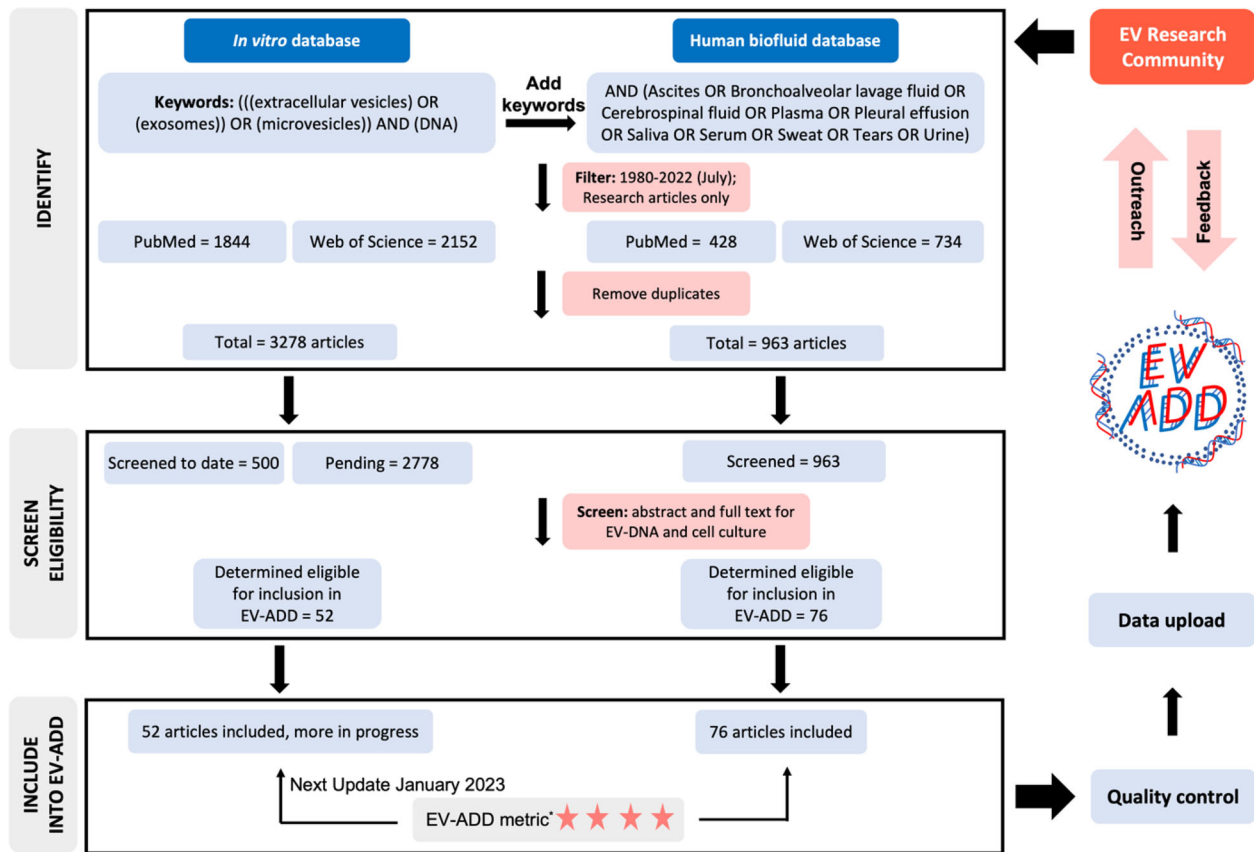 IDENTIFY
In vitro database
Human biofluid database
Keywords: (((extracellular vesicles) OR
(exosomes)) OR (microvesicles)) AND (DNA)
Add
keywords
AND (Ascites OR Bronchoalveolar lavage fluid OR
Cerebrospinal fluid OR Plasma OR Pleural effusion
OR Saliva OR Serum OR Sweat OR Tears OR Urine)
Filter: 1980-2022 (July);
Research articles only
PubMed = 1844
Web of Science = 2152
PubMed = 428
Web of Science = 734
Remove duplicates
Total = 3278 articles
Total = 963 articles
SCREEN
ELIGIBILITY
Screened to date = 500
Pending = 2778
Screened = 963
Screen: abstract and full text for
EV-DNA and cell culture
Determined eligible
for inclusion in
EV-ADD = 52
Determined eligible
for inclusion in
EV-ADD = 76
INCLUDE
INTO EV-ADD
52 articles included, more in progress
76 articles included
Next Update January 2023
EV-ADD metric*
Quality control
Data upload
EV
ADD
Outreach
Feedback
EV Research
Community